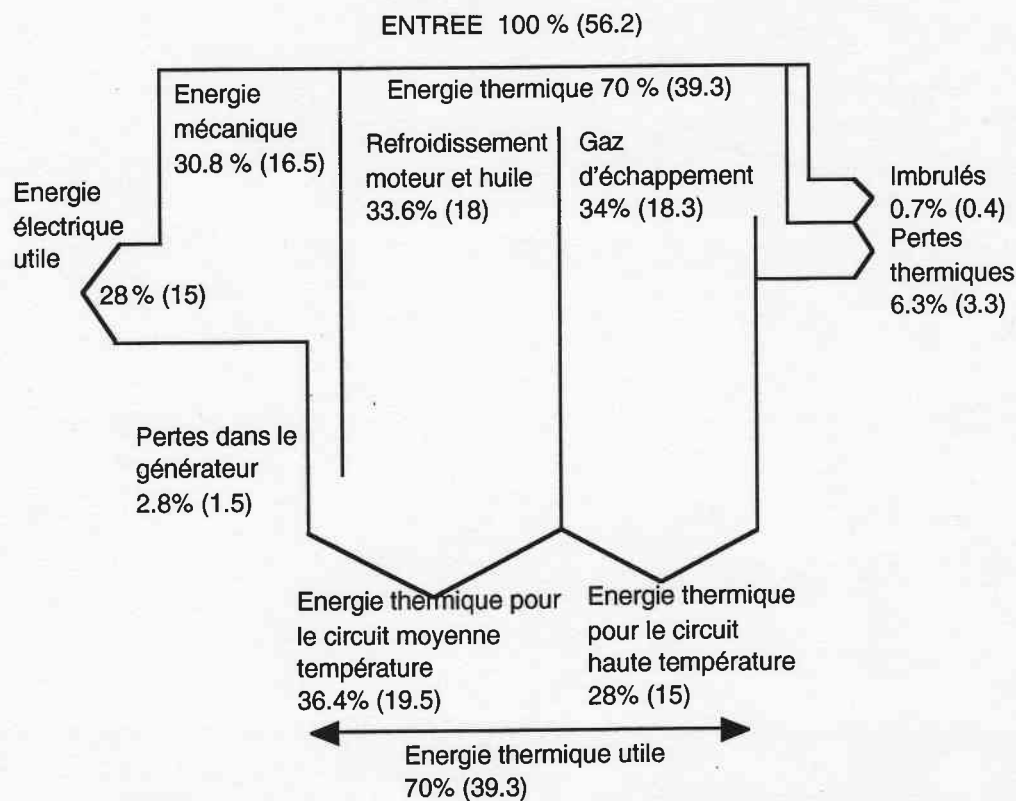 ENTREE 100 % (56.2)
Energie
mécanique
30.8 % (16.5)
Energie thermique 70 % (39.3)
Refroidissement
moteur et huile
33.6% (18)
Gaz
d'échappement
34% (18.3)
Imbrulés
0.7% (0.4)
Pertes
thermiques
6.3% (3.3)
Energie
électrique
utile
28% (15)
Pertes dans le
générateur
2.8% (1.5)
Energie thermique pour
le circuit moyenne
température
36.4% (19.5)
Energie thermique
pour le circuit
haute température
28% (15)
Energie thermique utile
70% (39.3)